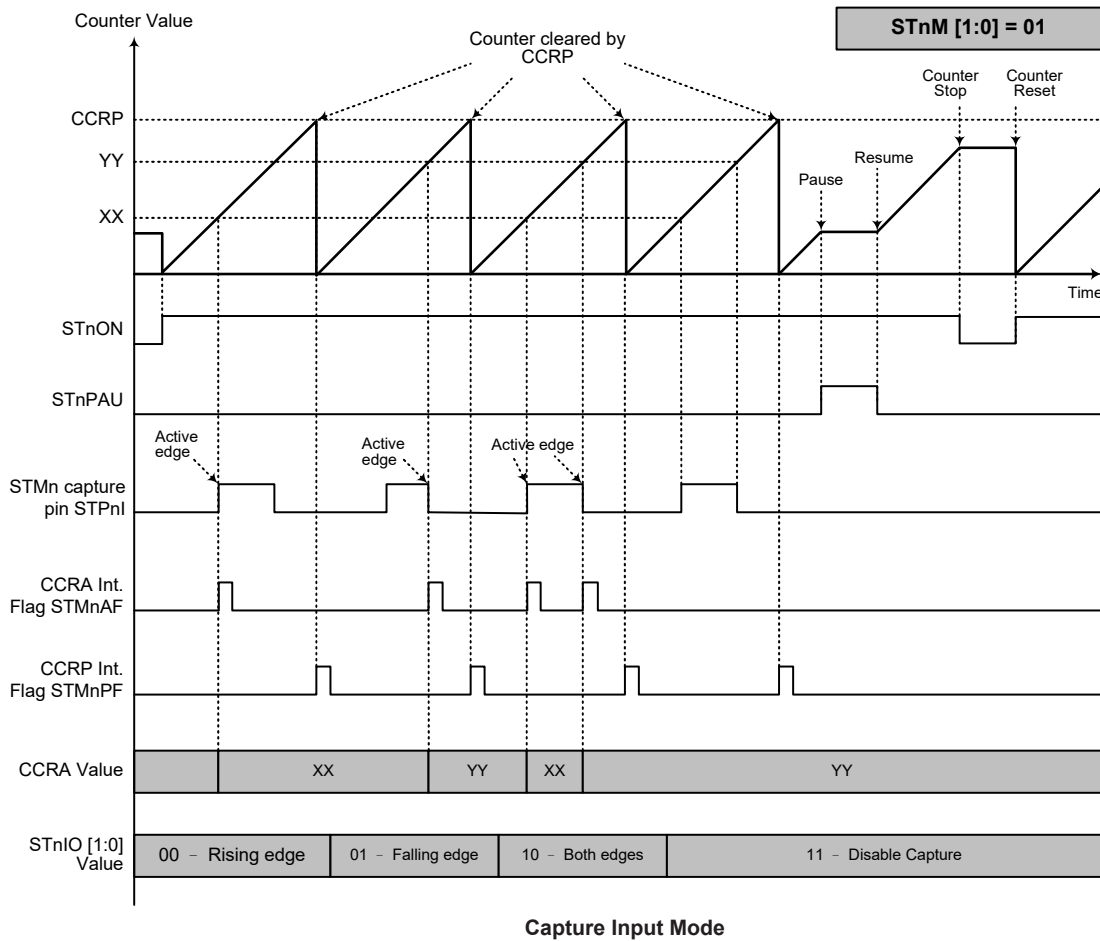 Counter Value
STnM [1:0] = 01
Counter cleared by
CCRP
Counter
Stop
Counter
Reset
CCRP
YY
XX
Pause
Resume
Time
STnON
STnPAU
Active
edge
Active
edge
Active edge
STMn capture
pin STPnI
CCRA Int.
Flag STMnAF
CCRP Int.
Flag STMnPF
CCRA Value
XX
YY
XX
YY
STnIO [1:0]
Value
00 – Rising edge
01 – Falling edge
10 – Both edges
11 – Disable Capture
Capture Input Mode